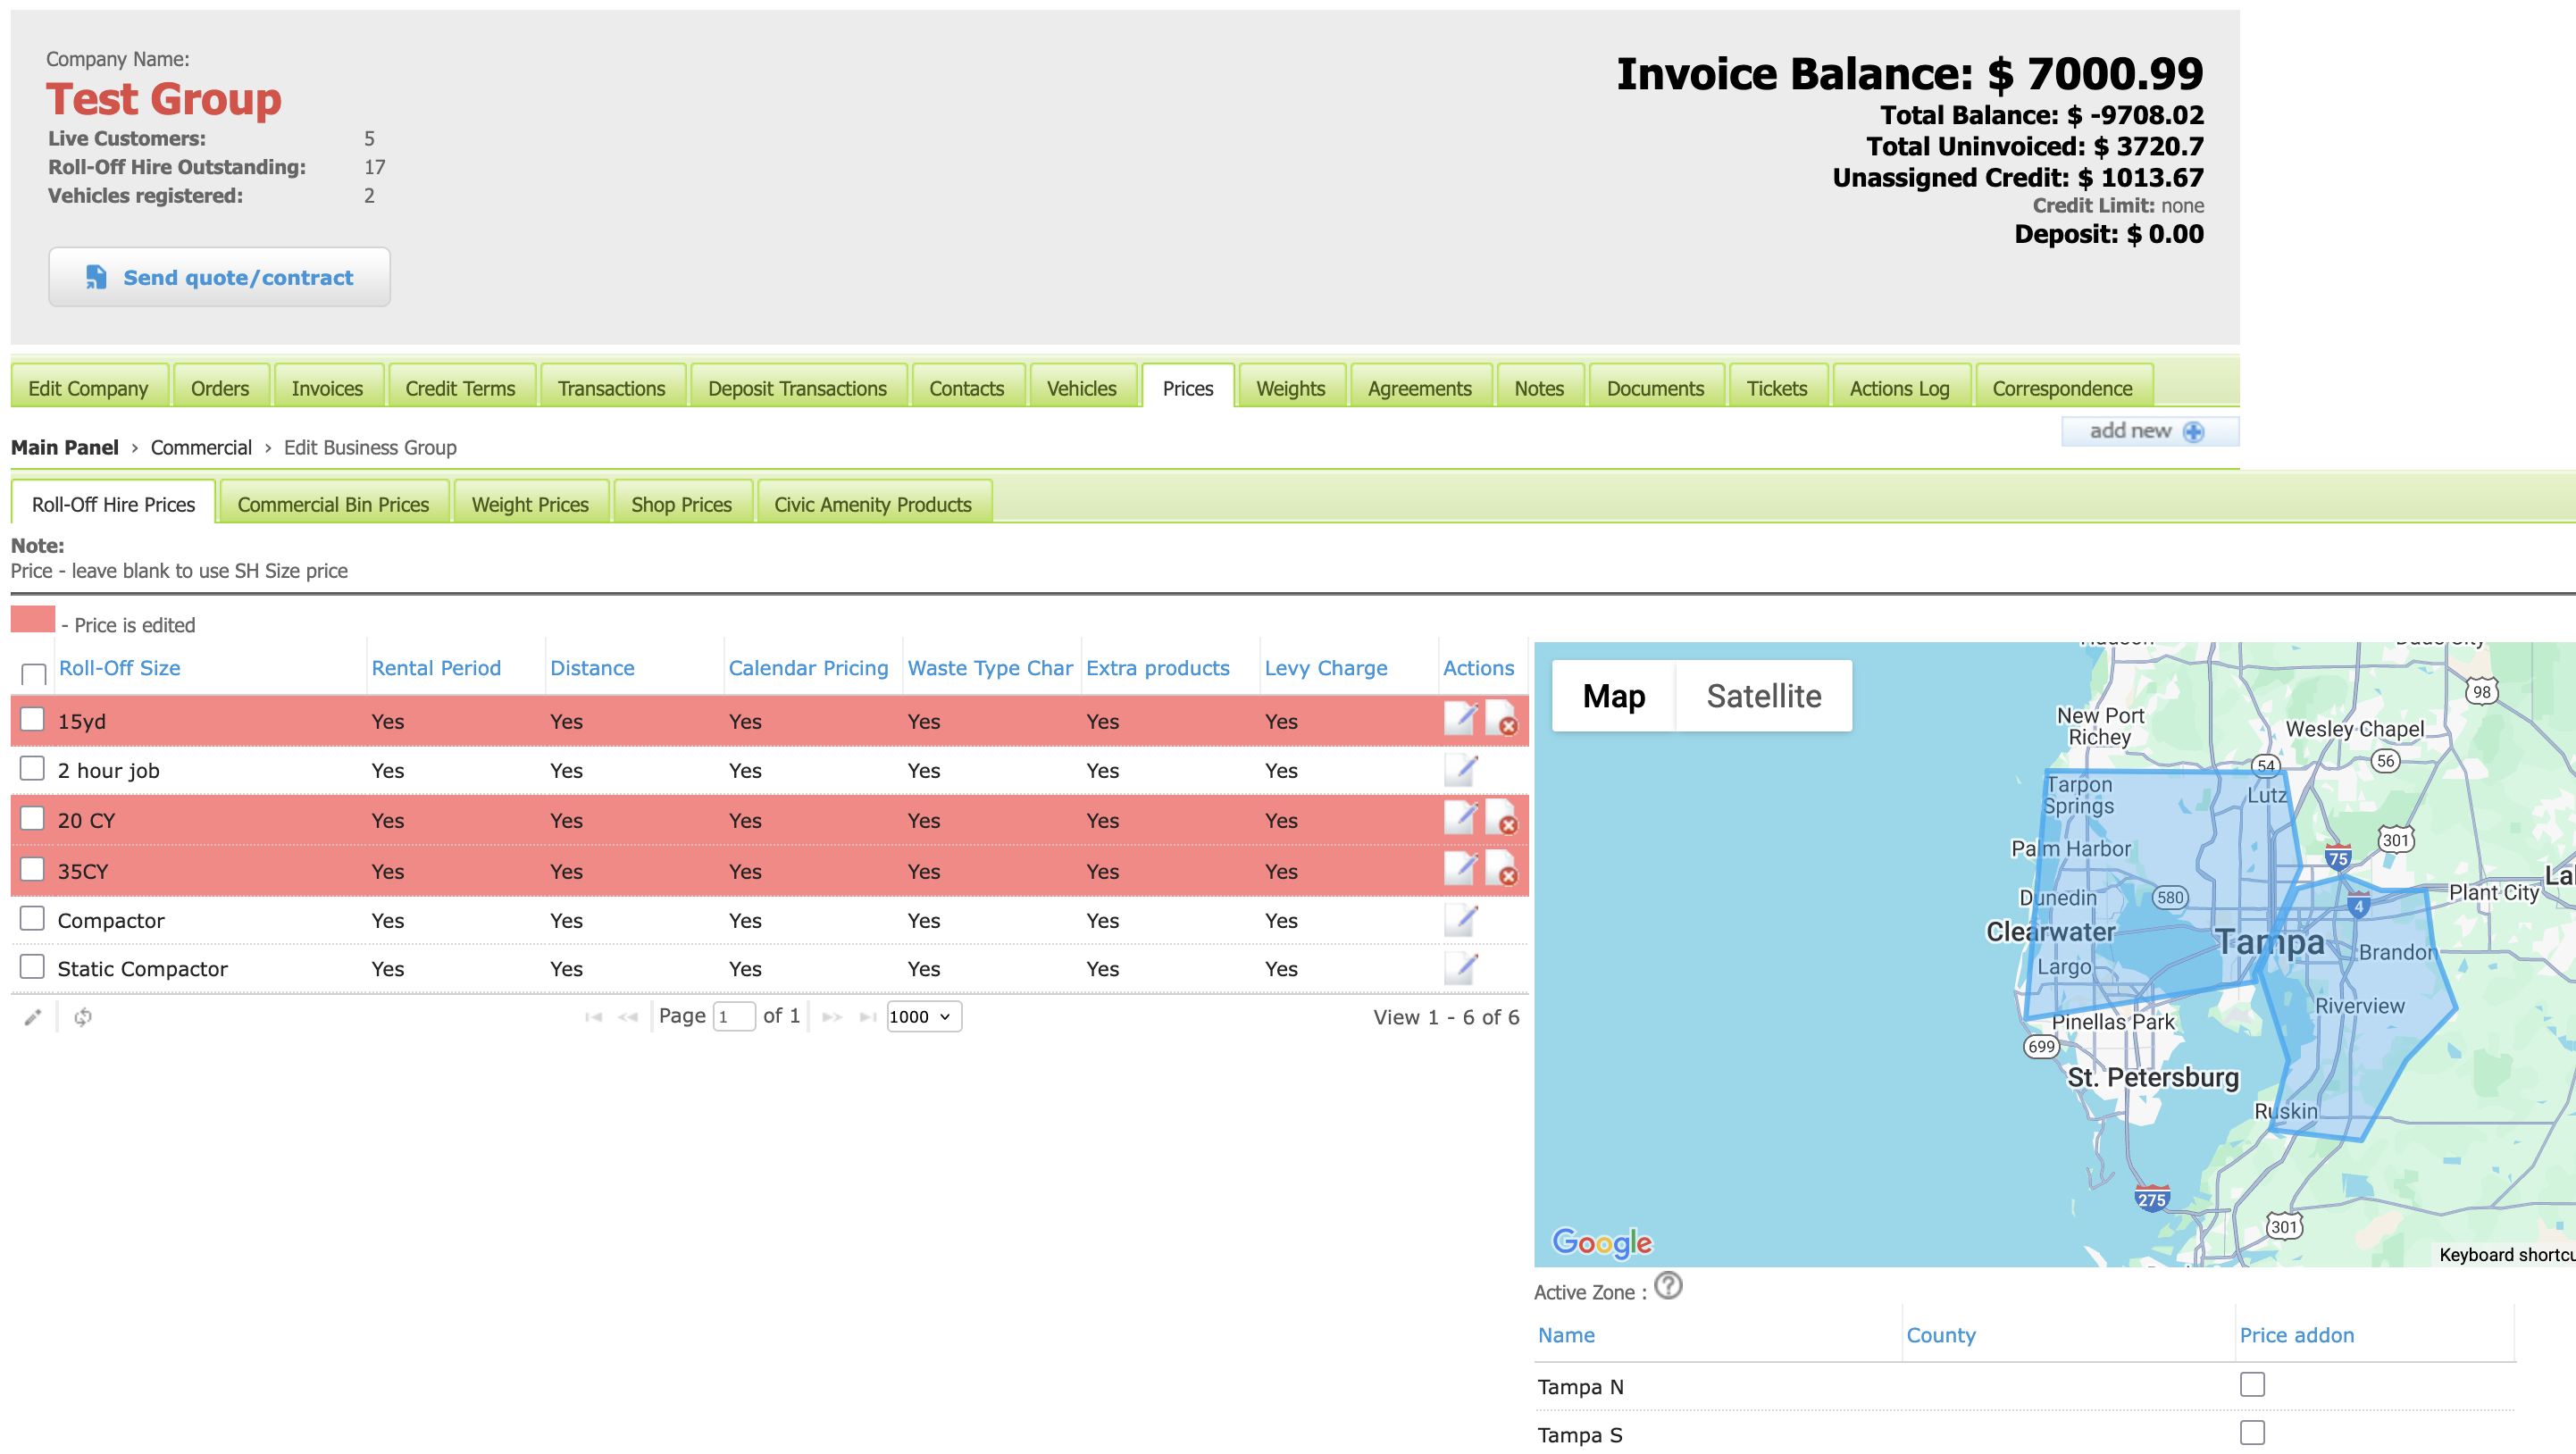 Company Name:
Test Group
Live Customers: 5
Roll-Off Hire Outstanding: 17
Vehicles registered: 2
Send quote/contract
Invoice Balance: $ 7000.99
Total Balance: $ -9708.02
Total Uninvoiced: $ 3720.7
Unassigned Credit: $ 1013.67
Credit Limit: none
Deposit: $ 0.00
Edit Company Orders Invoices Credit Terms Transactions Deposit Transactions Contacts Vehicles Prices Weights Agreements Notes Documents Tickets Actions Log Correspondence
add new
Main Panel › Commercial › Edit Business Group
Roll-Off Hire Prices Commercial Bin Prices Weight Prices Shop Prices Civic Amenity Products
Note:
Price - leave blank to use SH Size price
- Price is edited
Roll-Off Size Rental Period Distance Calendar Pricing Waste Type Char Extra products Levy Charge Actions
15yd Yes Yes Yes Yes Yes Yes
2 hour job Yes Yes Yes Yes Yes Yes
20 CY Yes Yes Yes Yes Yes Yes
35CY Yes Yes Yes Yes Yes Yes
Compactor Yes Yes Yes Yes Yes Yes
Static Compactor Yes Yes Yes Yes Yes Yes
Page 1 of 1 1000 View 1 - 6 of 6
Map Satellite
98
New Port
Richey
Wesley Chapel
54
56
Tarpon
Springs
Lutz
301
Palm Harbor
75
La
Plant City
Dunedin
580
4
Clearwater
Tampa
Brandon
Largo
Riverview
Pinellas Park
699
St. Petersburg
Ruskin
275
301
Google
Keyboard shortcu
Active Zone : ?
Name County Price addon
Tampa N
Tampa S